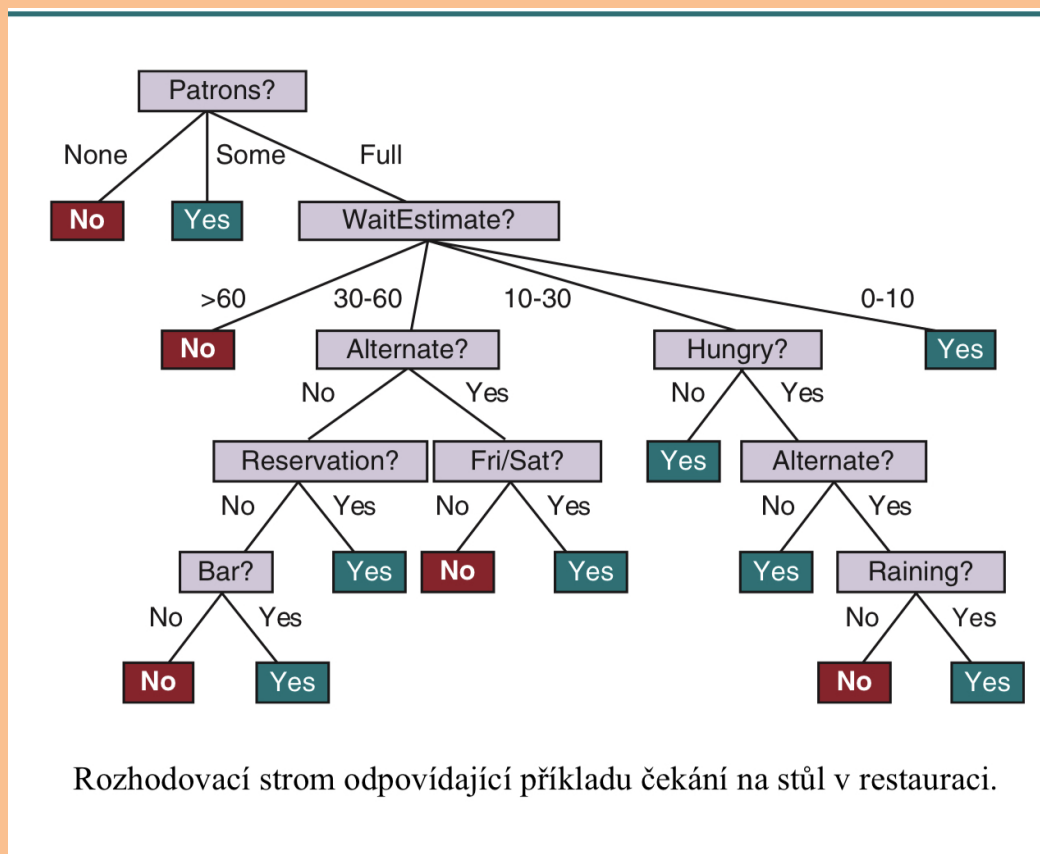 Patrons?
None Some Full
No Yes WaitEstimate?
>60 30-60 10-30 0-10
No Alternate? Hungry? Yes
No Yes No Yes
Reservation? Fri/Sat? Yes Alternate?
No Yes No Yes No Yes
Bar? Yes No Yes Yes Raining?
No Yes No Yes
No Yes No Yes
Rozhodovací strom odpovídající příkladu čekání na stůl v restauraci.